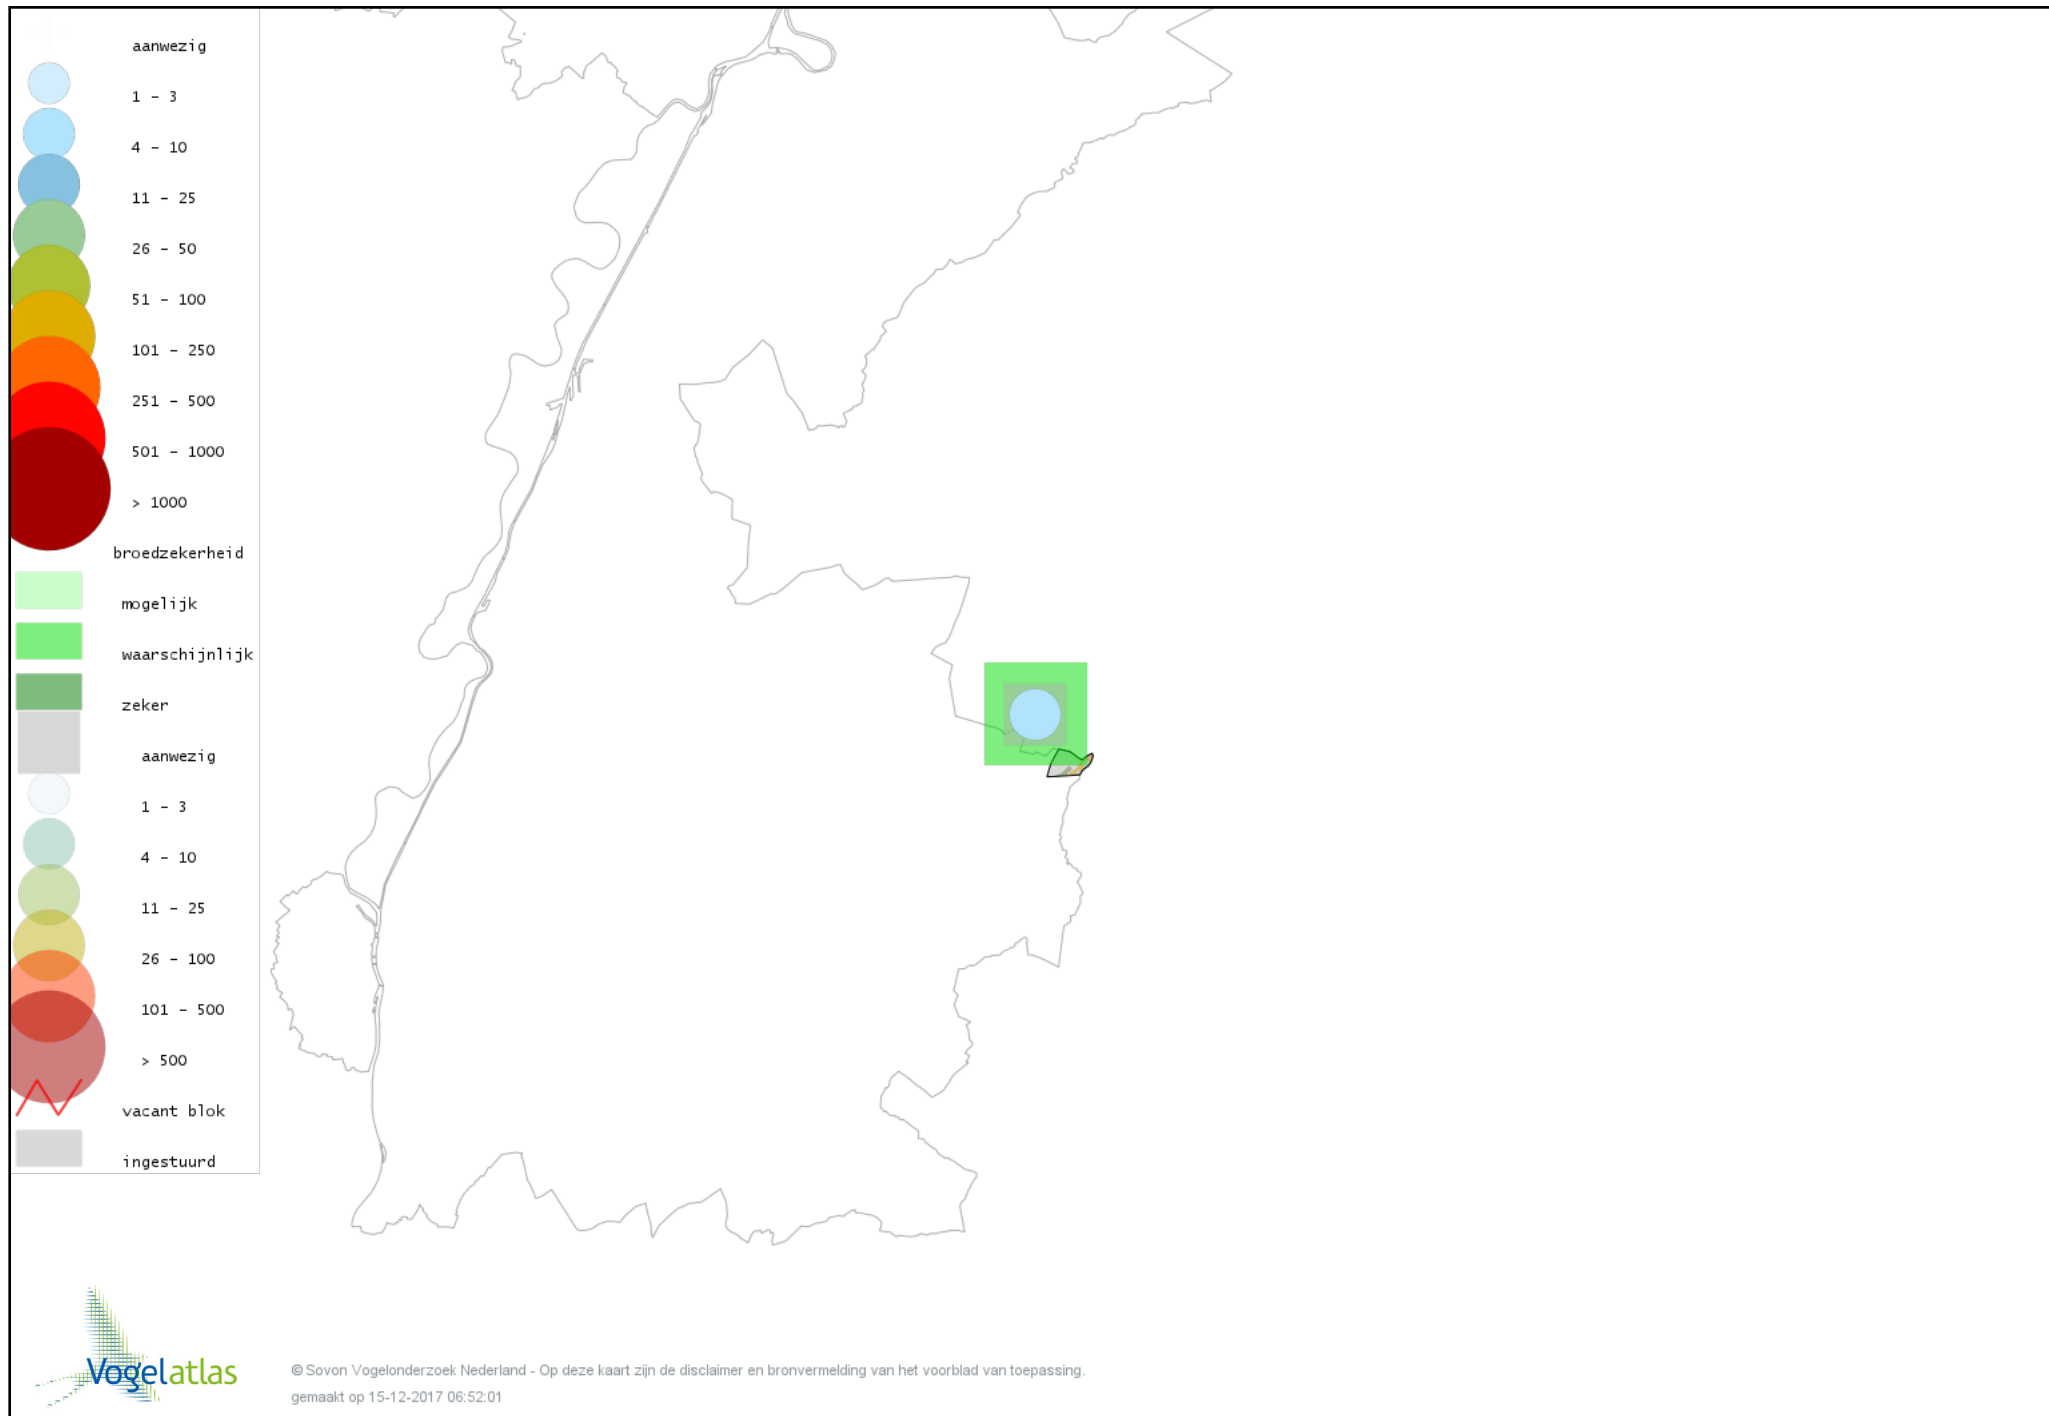 aanwezig
1 - 3
4 - 10
11 - 25
26 - 50
51 - 100
101 - 250
251 - 500
501 - 1000
> 1000
broedzekerheid
mogelijk
waarschijnlijk
zeker
aanwezig
1 - 3
4 - 10
11 - 25
26 - 100
101 - 500
> 500
vacant blok
ingestuurd
Vogelatlas
© Sovon Vogelonderzoek Nederland - Op deze kaart zijn de disclaimer en bronvermelding van het voorblad van toepassing.
gemaakt op 15-12-2017 06:52:01